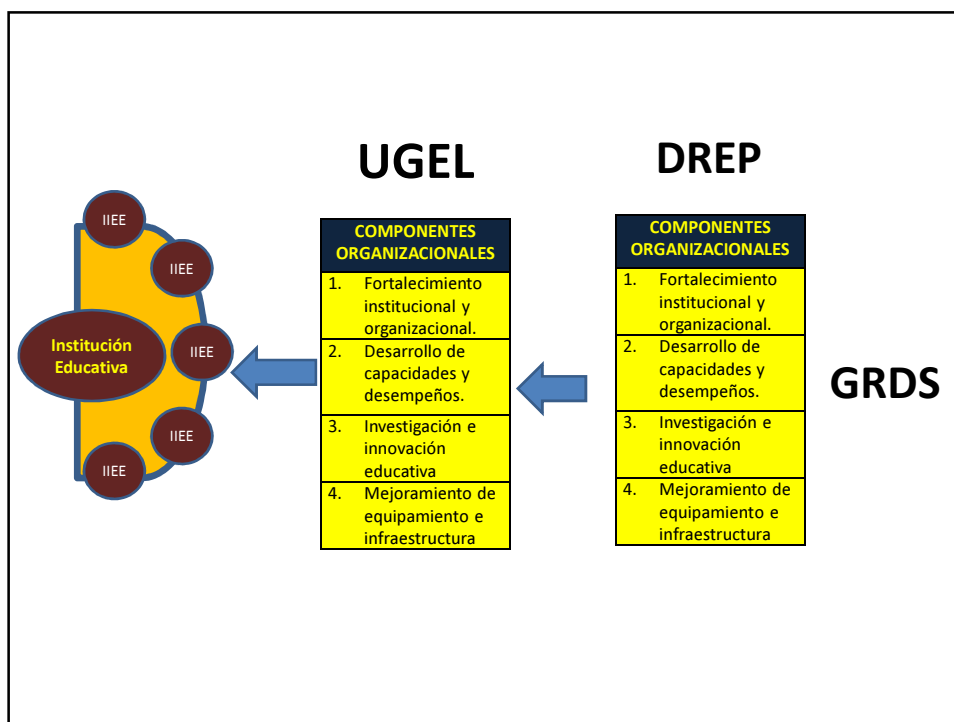 UGEL
DREP
IIEE
IIEE
Institución
Educativa
IIEE
IIEE
IIEE
COMPONENTES
ORGANIZACIONALES
1. Fortalecimiento
institucional y
organizacional.
2. Desarrollo de
capacidades y
desempeños.
3. Investigación e
innovación
educativa
4. Mejoramiento de
equipamiento e
infraestructura
COMPONENTES
ORGANIZACIONALES
1. Fortalecimiento
institucional y
organizacional.
2. Desarrollo de
capacidades y
desempeños.
3. Investigación e
innovación
educativa
4. Mejoramiento de
equipamiento e
infraestructura
GRDS